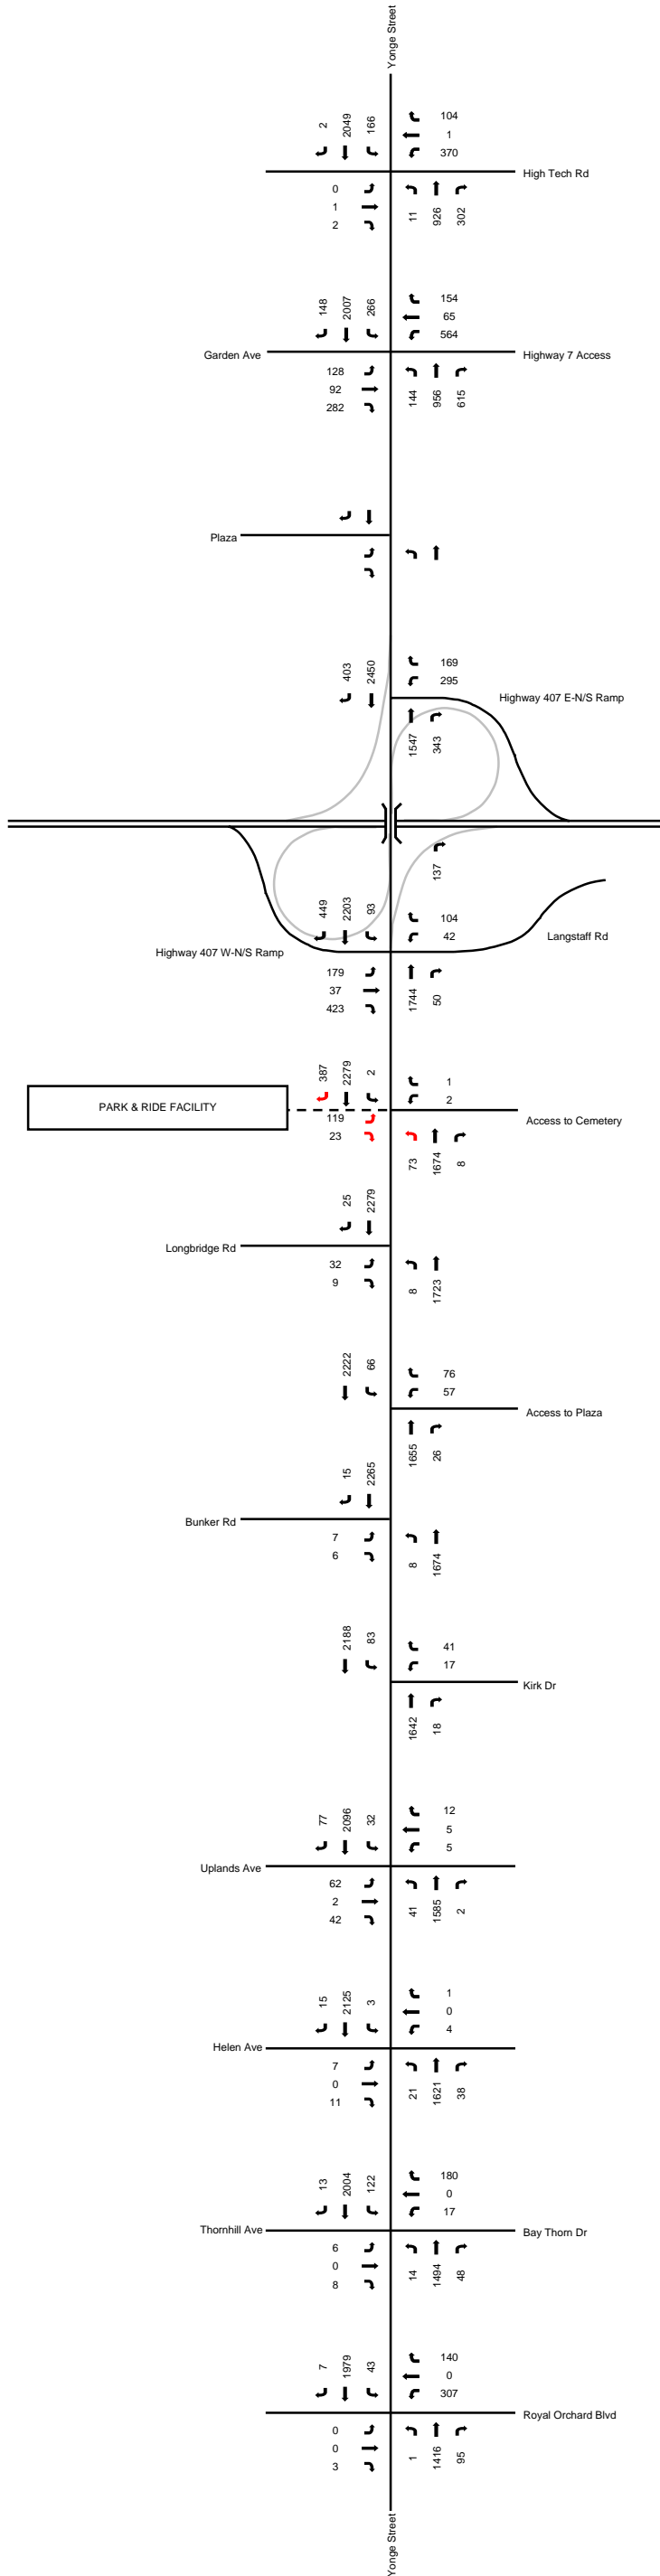 Yonge Street
2 2049 166
104
1
370
High Tech Rd
0
1
2
11 926 302
148 2007 266
154
65
564
Garden Ave
Highway 7 Access
128
92
282
144 956 615
Plaza
403 2450
169
295
Highway 407 E-N/S Ramp
1547 343
137
449 2203 93
104
42
Langstaff Rd
Highway 407 W-N/S Ramp
179
37
423
1744 50
387 2279 2
1
2
PARK & RIDE FACILITY
Access to Cemetery
119
23
73 1674 8
25 2279
Longbridge Rd
32
9
8 1723
2222 66
76
57
Access to Plaza
1655 26
15 2265
Bunker Rd
7
6
8 1674
2188 83
41
17
Kirk Dr
1642 18
77 2096 32
12
5
5
Uplands Ave
62
2
42
41 1585 2
15 2125 3
1
0
4
Helen Ave
7
0
11
21 1621 38
13 2004 122
180
0
17
Thornhill Ave
Bay Thorn Dr
6
0
8
14 1494 48
7 1979 43
140
0
307
Royal Orchard Blvd
0
0
3
1 1416 95
Yonge Street